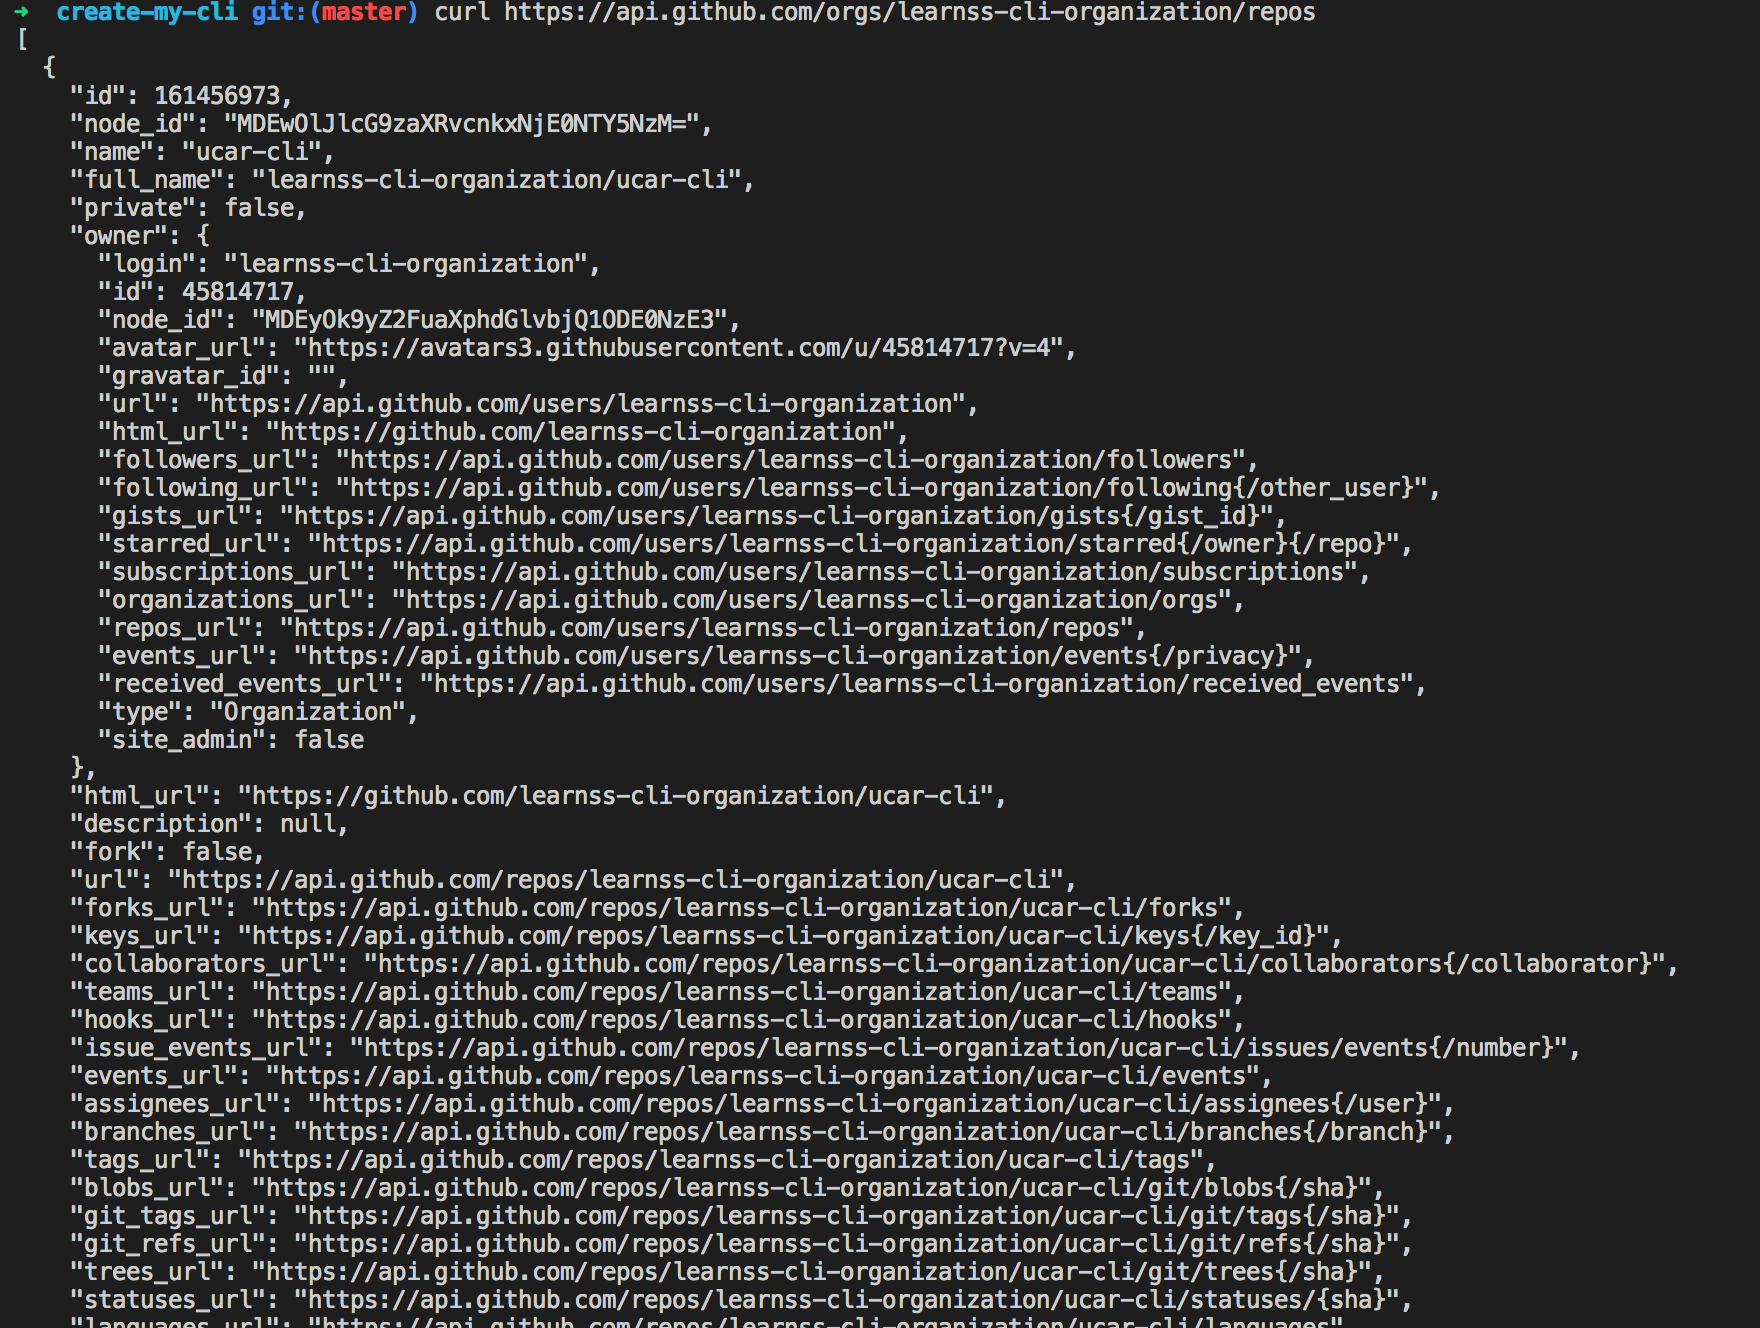 ➜  create-my-cli git:(master) curl https://api.github.com/orgs/learnss-cli-organization/repos
[
  {
    "id": 161456973,
    "node_id": "MDEwOlJlcG9zaXRvcnkxNjE0NTY5NzM=",
    "name": "ucar-cli",
    "full_name": "learnss-cli-organization/ucar-cli",
    "private": false,
    "owner": {
      "login": "learnss-cli-organization",
      "id": 45814717,
      "node_id": "MDEyOk9yZ2FuaXphdGlvbjQ1ODE0NzE3",
      "avatar_url": "https://avatars3.githubusercontent.com/u/45814717?v=4",
      "gravatar_id": "",
      "url": "https://api.github.com/users/learnss-cli-organization",
      "html_url": "https://github.com/learnss-cli-organization",
      "followers_url": "https://api.github.com/users/learnss-cli-organization/followers",
      "following_url": "https://api.github.com/users/learnss-cli-organization/following{/other_user}",
      "gists_url": "https://api.github.com/users/learnss-cli-organization/gists{/gist_id}",
      "starred_url": "https://api.github.com/users/learnss-cli-organization/starred{/owner}{/repo}",
      "subscriptions_url": "https://api.github.com/users/learnss-cli-organization/subscriptions",
      "organizations_url": "https://api.github.com/users/learnss-cli-organization/orgs",
      "repos_url": "https://api.github.com/users/learnss-cli-organization/repos",
      "events_url": "https://api.github.com/users/learnss-cli-organization/events{/privacy}",
      "received_events_url": "https://api.github.com/users/learnss-cli-organization/received_events",
      "type": "Organization",
      "site_admin": false
    },
    "html_url": "https://github.com/learnss-cli-organization/ucar-cli",
    "description": null,
    "fork": false,
    "url": "https://api.github.com/repos/learnss-cli-organization/ucar-cli",
    "forks_url": "https://api.github.com/repos/learnss-cli-organization/ucar-cli/forks",
    "keys_url": "https://api.github.com/repos/learnss-cli-organization/ucar-cli/keys{/key_id}",
    "collaborators_url": "https://api.github.com/repos/learnss-cli-organization/ucar-cli/collaborators{/collaborator}",
    "teams_url": "https://api.github.com/repos/learnss-cli-organization/ucar-cli/teams",
    "hooks_url": "https://api.github.com/repos/learnss-cli-organization/ucar-cli/hooks",
    "issue_events_url": "https://api.github.com/repos/learnss-cli-organization/ucar-cli/issues/events{/number}",
    "events_url": "https://api.github.com/repos/learnss-cli-organization/ucar-cli/events",
    "assignees_url": "https://api.github.com/repos/learnss-cli-organization/ucar-cli/assignees{/user}",
    "branches_url": "https://api.github.com/repos/learnss-cli-organization/ucar-cli/branches{/branch}",
    "tags_url": "https://api.github.com/repos/learnss-cli-organization/ucar-cli/tags",
    "blobs_url": "https://api.github.com/repos/learnss-cli-organization/ucar-cli/git/blobs{/sha}",
    "git_tags_url": "https://api.github.com/repos/learnss-cli-organization/ucar-cli/git/tags{/sha}",
    "git_refs_url": "https://api.github.com/repos/learnss-cli-organization/ucar-cli/git/refs{/sha}",
    "trees_url": "https://api.github.com/repos/learnss-cli-organization/ucar-cli/git/trees{/sha}",
    "statuses_url": "https://api.github.com/repos/learnss-cli-organization/ucar-cli/statuses/{sha}",
    "languages_url": "https://api.github.com/repos/learnss-cli-organization/ucar-cli/languages"